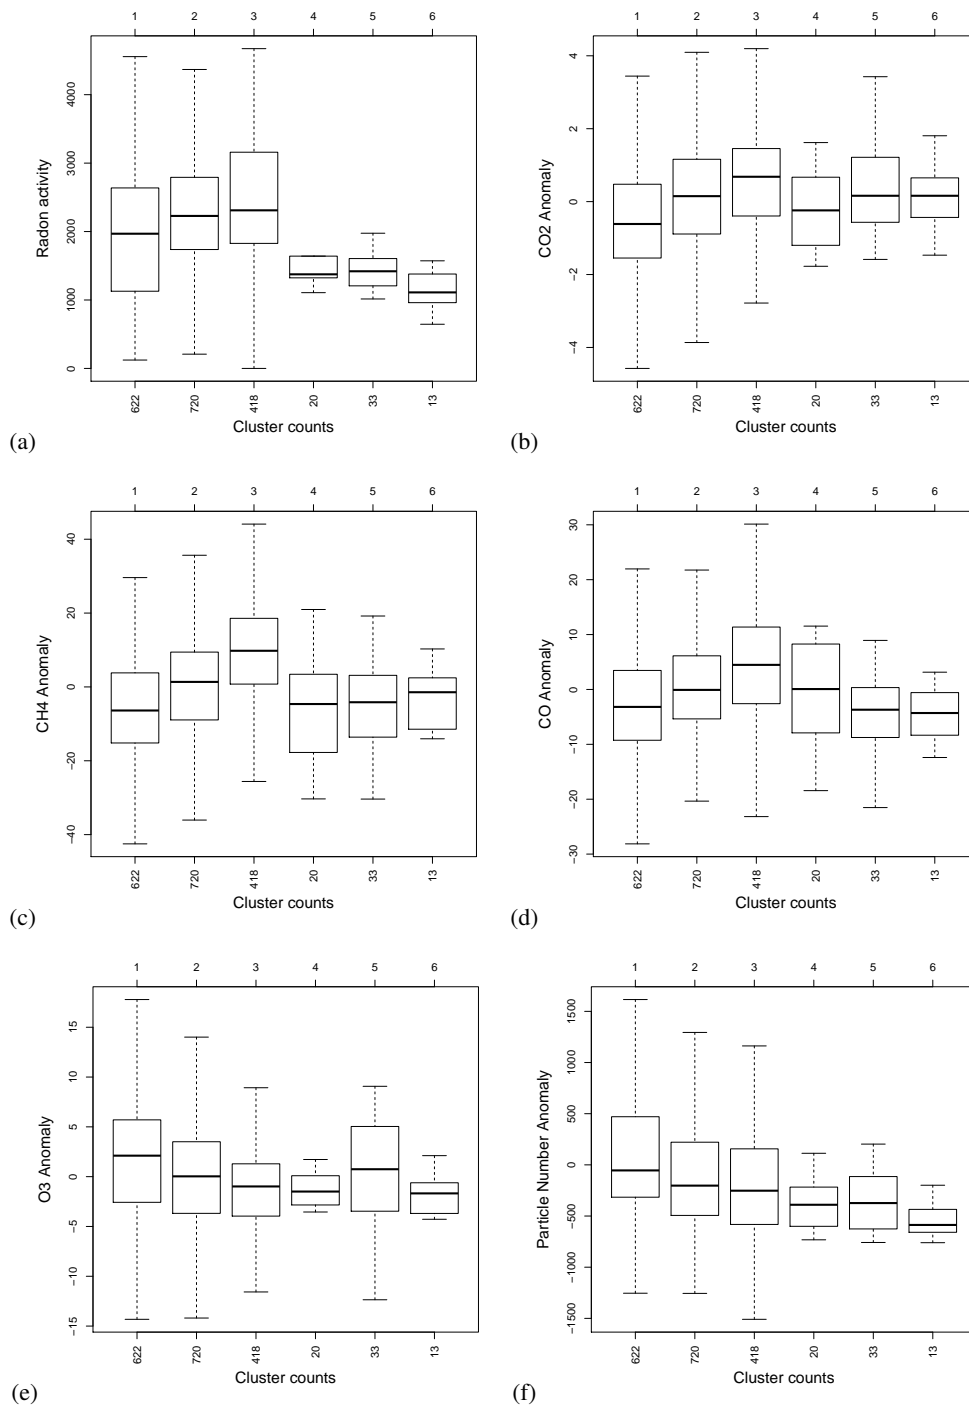 1 2 3 4 5 6
Radon activity
4000
3000
2000
1000
0
622 720 418 20 33 13
Cluster counts
(a)
1 2 3 4 5 6
CO2 Anomaly
4
2
0
−2
−4
622 720 418 20 33 13
Cluster counts
(b)
1 2 3 4 5 6
CH4 Anomaly
40
20
0
−20
−40
622 720 418 20 33 13
Cluster counts
(c)
1 2 3 4 5 6
CO Anomaly
30
20
10
0
−10
−20
−30
622 720 418 20 33 13
Cluster counts
(d)
1 2 3 4 5 6
O3 Anomaly
15
10
5
0
−5
−10
−15
622 720 418 20 33 13
Cluster counts
(e)
1 2 3 4 5 6
Particle Number Anomaly
1500
1000
500
0
−500
−1000
−1500
622 720 418 20 33 13
Cluster counts
(f)